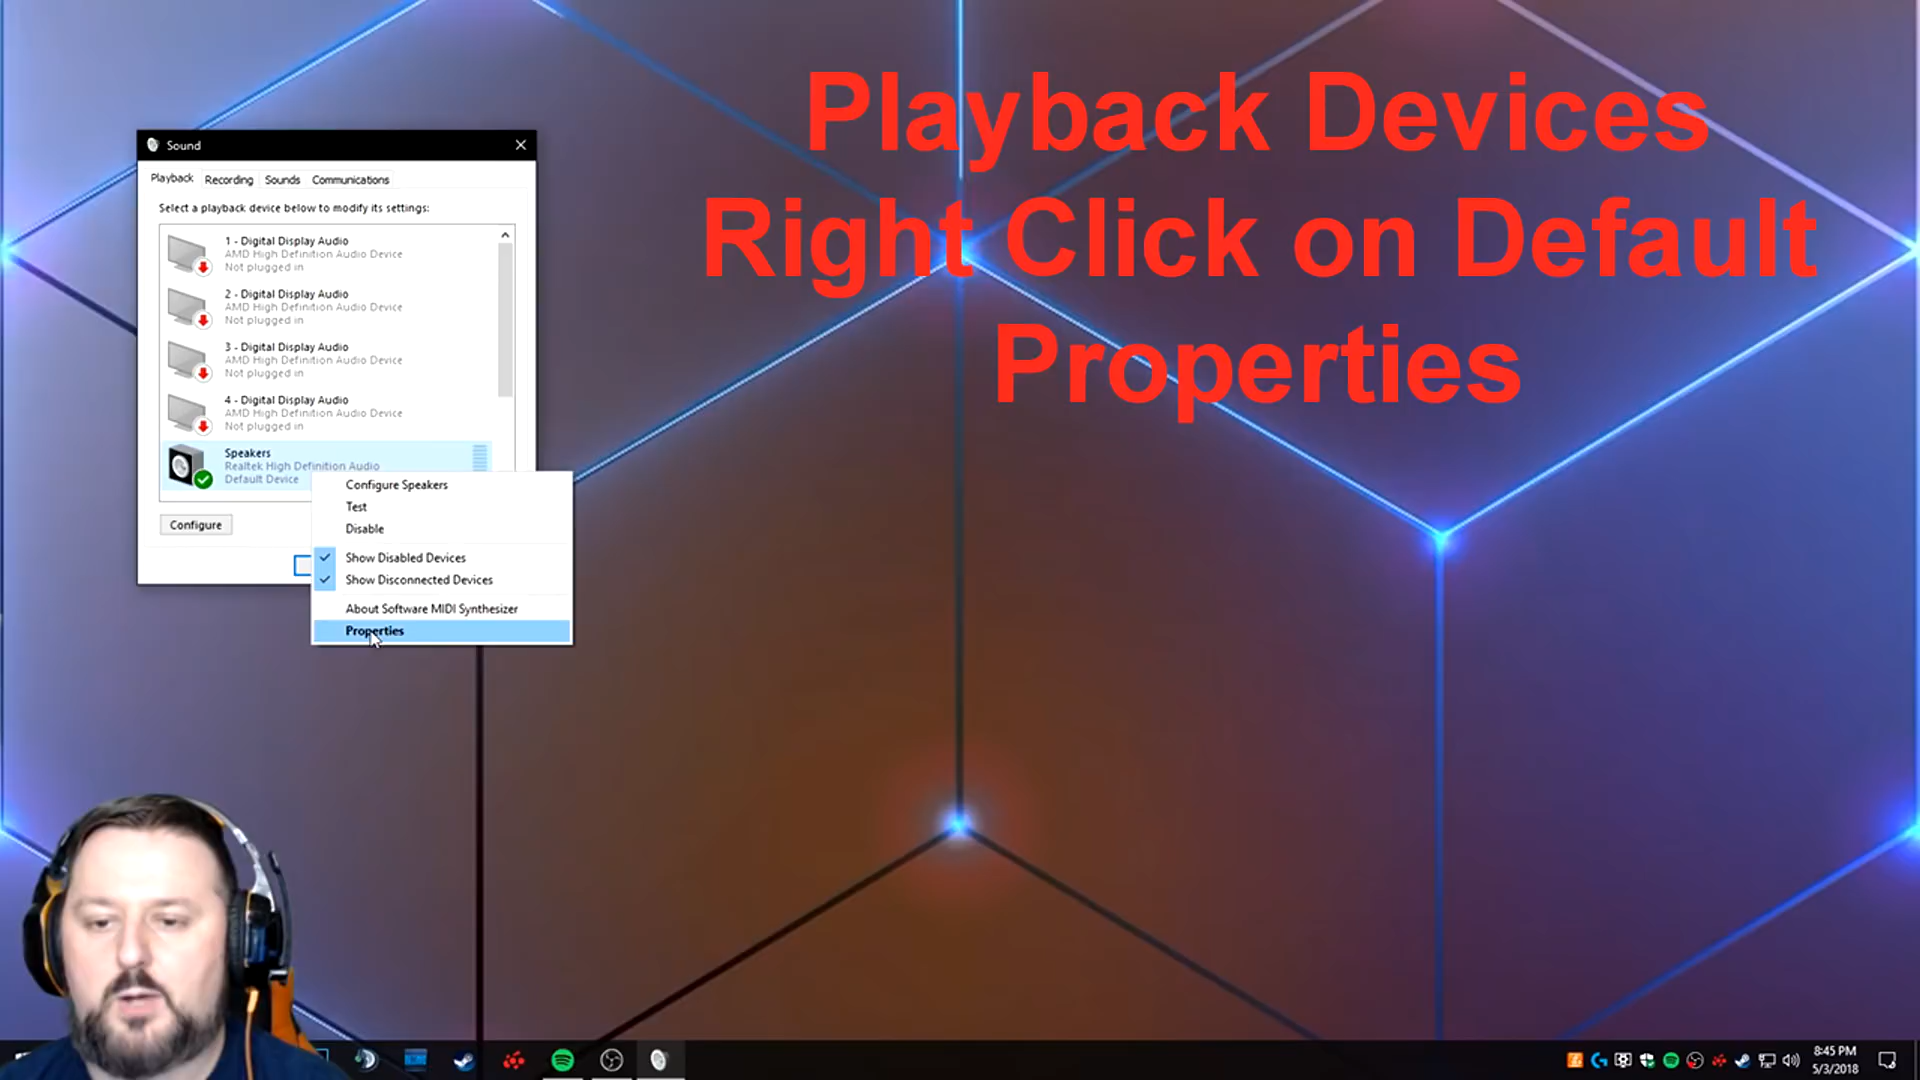 Playback Devices
Right Click on Default
Properties
Sound
Playback Recording Sounds Communications
Select a playback device below to modify its settings:
1 - Digital Display Audio
AMD High Definition Audio Device
Not plugged in
2 - Digital Display Audio
AMD High Definition Audio Device
Not plugged in
3 - Digital Display Audio
AMD High Definition Audio Device
Not plugged in
4 - Digital Display Audio
AMD High Definition Audio Device
Not plugged in
Speakers
Realtek High Definition Audio
Default Device
Configure Speakers
Test
Disable
Show Disabled Devices
Show Disconnected Devices
About Software MIDI Synthesizer
Properties
Configure
8:45 PM
5/3/2018